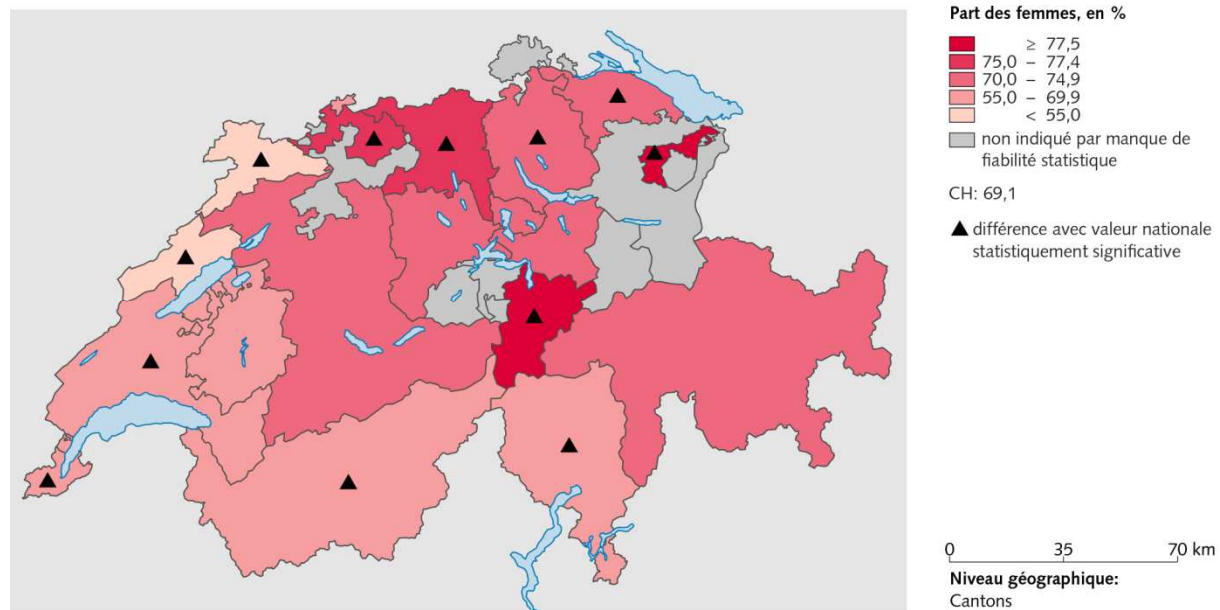 Part des femmes, en %
≥ 77,5
75,0 – 77,4
70,0 – 74,9
55,0 – 69,9
< 55,0
non indiqué par manque de
fiabilité statistique
CH: 69,1
différence avec valeur nationale
statistiquement significative
0 35 70 km
Niveau géographique:
Cantons